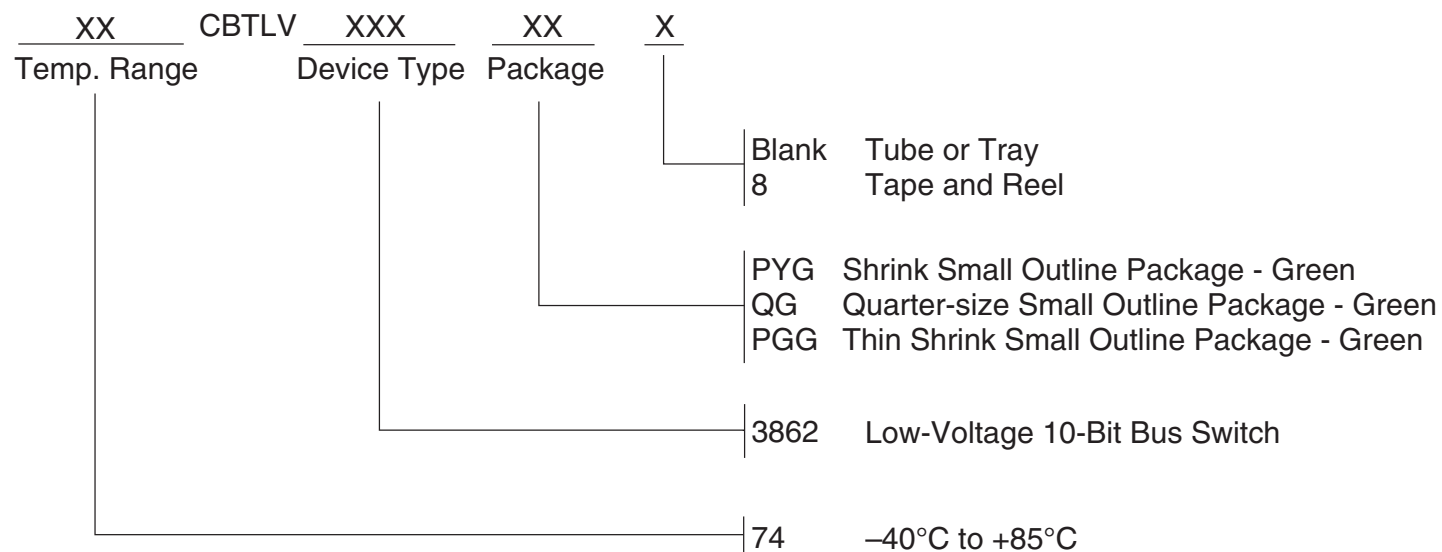 XX CBTLV XXX XX X
Temp. Range Device Type Package
Blank Tube or Tray
8 Tape and Reel
PYG Shrink Small Outline Package - Green
QG Quarter-size Small Outline Package - Green
PGG Thin Shrink Small Outline Package - Green
3862 Low-Voltage 10-Bit Bus Switch
74 –40°C to +85°C